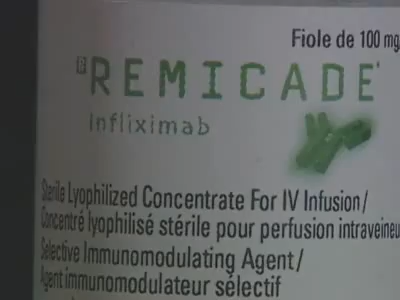 Fiole de 100 mg
REMICADE
infliximab
Sterile Lyophilized Concentrate For IV Infusion/
Concentré lyophilisé stérile pour perfusion intraveineu
Selective Immunomodulating Agent/
Agent immunomodulateur sélectif